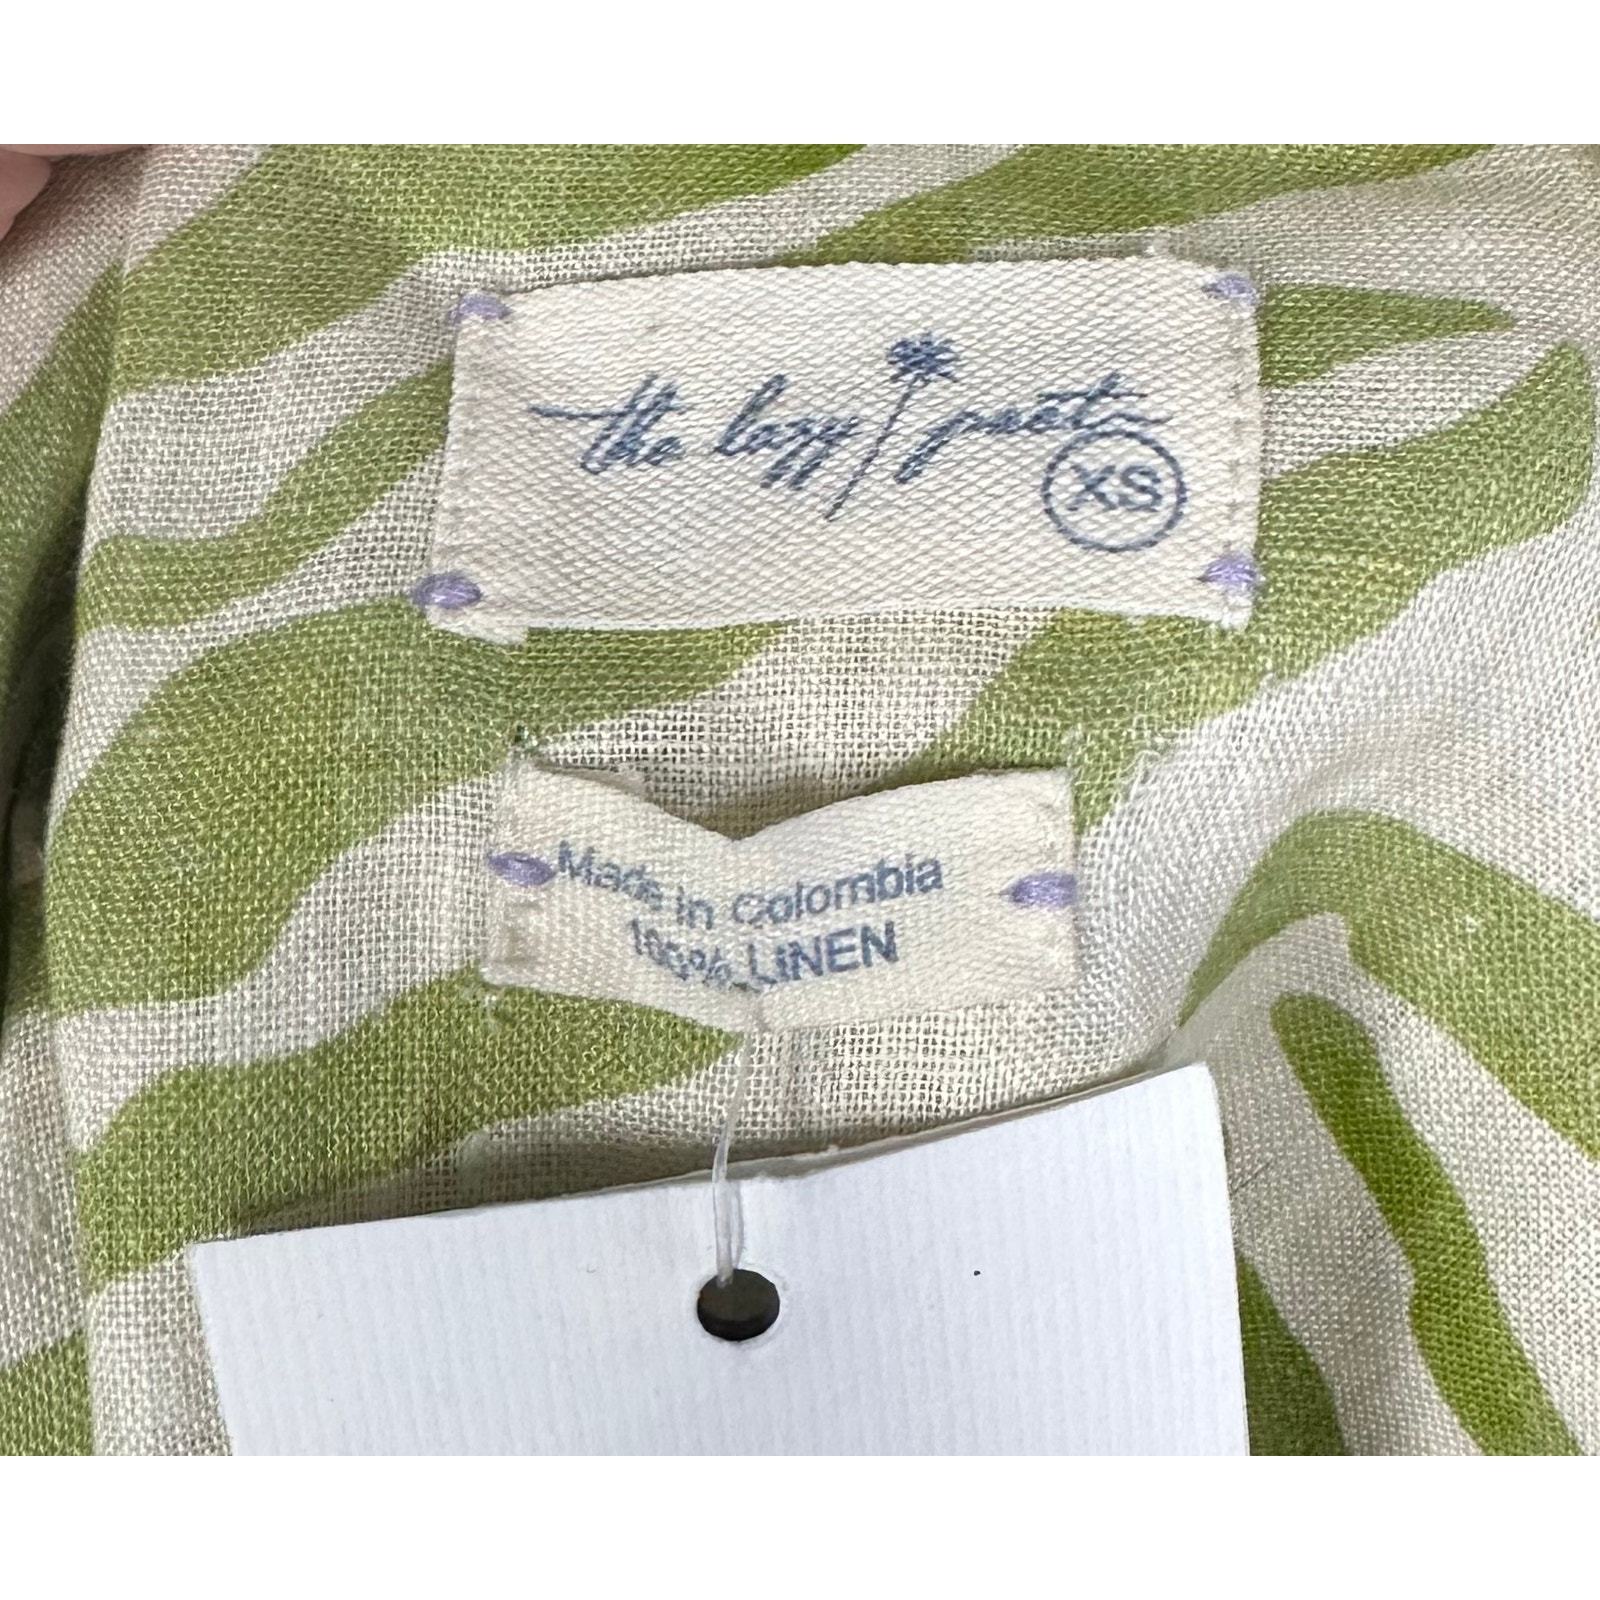 the lazy poet
XS
Made in Colombia
100% LINEN